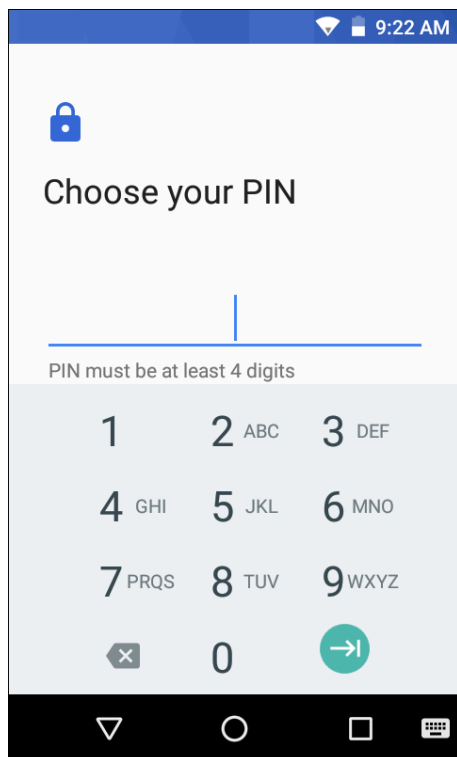 9:22 AM
Choose your PIN
PIN must be at least 4 digits
1 2 ABC 3 DEF
4 GHI 5 JKL 6 MNO
7 PRQS 8 TUV 9 WXYZ
0